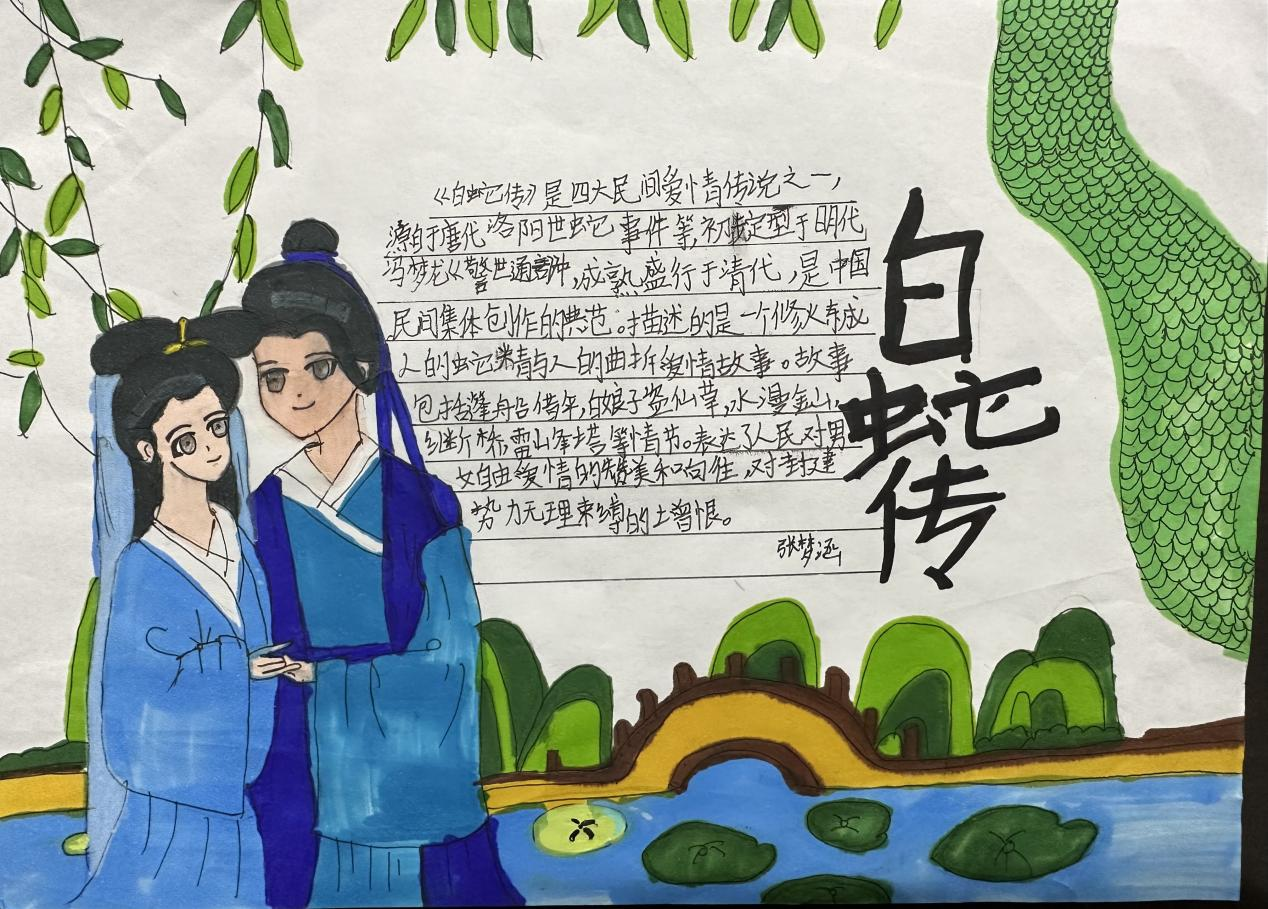 《白蛇传》是四大民间爱情传说之一，
源自于唐代洛阳世蛇事件等，初步定型于明代
冯梦龙《警世通言》，成熟盛行于清代，是中国
民间集体创作的典范。描述的是一个修炼成
人的蛇精与人的曲折爱情故事。故事
包括篷船借伞，白娘子盗仙草，水漫金山，
断桥，雷峰塔等情节。表达了人民对男
女自由爱情的赞美和向往，对封建
势力无理束缚的憎恨。
张梦涵
白蛇传